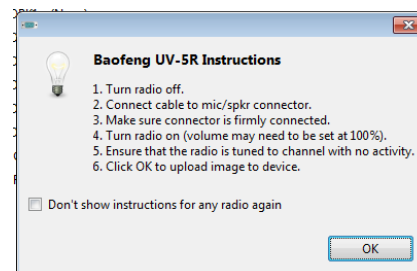 Baofeng UV-5R Instructions
1. Turn radio off.
2. Connect cable to mic/spkr connector.
3. Make sure connector is firmly connected.
4. Turn radio on (volume may need to be set at 100%).
5. Ensure that the radio is tuned to channel with no activity.
6. Click OK to upload image to device.
Don't show instructions for any radio again
OK